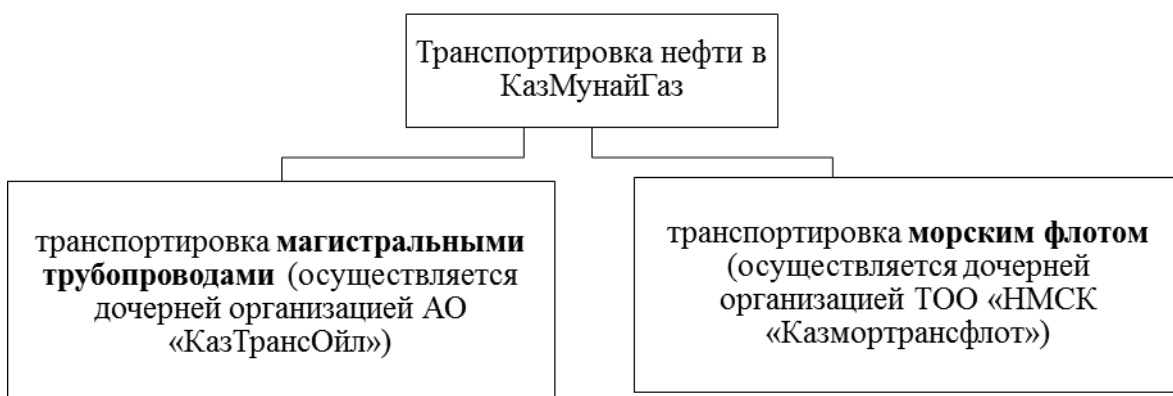 Транспортировка нефти в
КазМунайГаз
транспортировка магистральными
трубопроводами (осуществляется
дочерней организацией АО
«КазТрансОйл»)
транспортировка морским флотом
(осуществляется дочерней
организацией ТОО «НМСК
«Казмортрансфлот»)